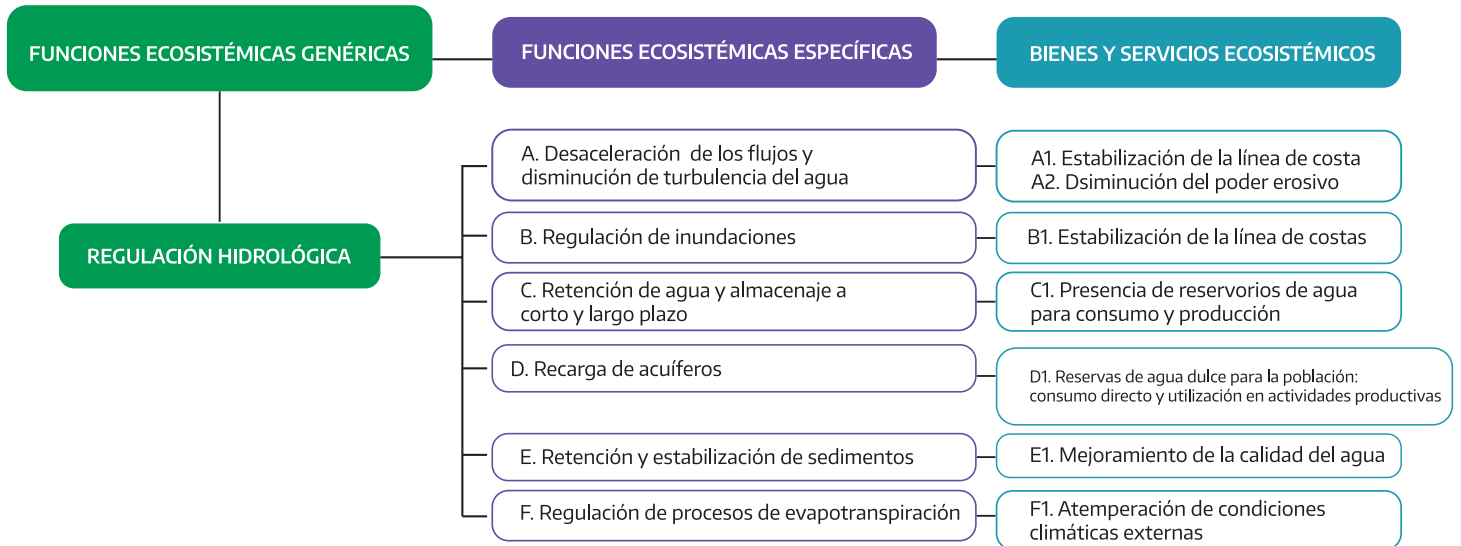 FUNCIONES ECOSISTÉMICAS GENÉRICAS
FUNCIONES ECOSISTÉMICAS ESPECÍFICAS
BIENES Y SERVICIOS ECOSISTÉMICOS
REGULACIÓN HIDROLÓGICA
A. Desaceleración de los flujos y
disminución de turbulencia del agua
A1. Estabilización de la línea de costa
A2. Dsiminución del poder erosivo
B. Regulación de inundaciones
B1. Estabilización de la línea de costas
C. Retención de agua y almacenaje a
corto y largo plazo
C1. Presencia de reservorios de agua
para consumo y producción
D. Recarga de acuíferos
D1. Reservas de agua dulce para la población:
consumo directo y utilización en actividades productivas
E. Retención y estabilización de sedimentos
E1. Mejoramiento de la calidad del agua
F. Regulación de procesos de evapotranspiración
F1. Atemperación de condiciones
climáticas externas